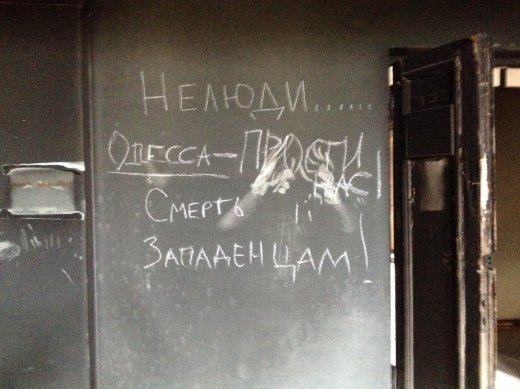 Нелюди......
Одесса - Прости
нас!
Смерть
Западенцам!